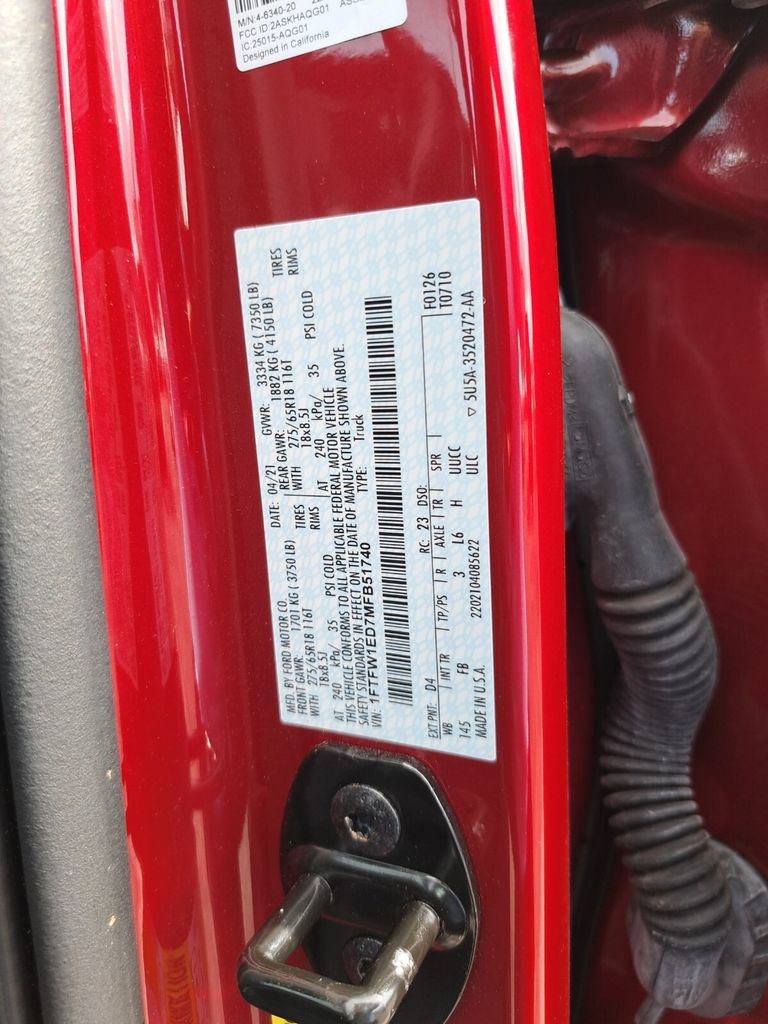 M/N:4-6340-20
FCC ID:2ASKHAQG01
IC:25015-AQG01
Designed in California
MFD. BY FORD MOTOR CO.
DATE: 04/21 GVWR: 3334 KG ( 7350 LB)
FRONT GAWR: 1701 KG ( 3750 LB) REAR GAWR: 1882 KG ( 4150 LB)
WITH 275/65R18 116T TIRES WITH 275/65R18 116T TIRES
18x8.5J RIMS 18x8.5J RIMS
AT 240 kPa/ 35 PSI COLD AT 240 kPa/ 35 PSI COLD
THIS VEHICLE CONFORMS TO ALL APPLICABLE FEDERAL MOTOR VEHICLE
SAFETY STANDARDS IN EFFECT ON THE DATE OF MANUFACTURE SHOWN ABOVE.
VIN: 1FTFW1ED7MFB51740 TYPE: Truck
EXT PNT: D4 RC: 23 DSO: F0126
WB INT TR TP/PS R AXLE TR SPR T0710
145 FB 3 L6 H UUCC
MADE IN U.S.A. 2202104085622 ULC ▽ 5U5A-3520472-AA